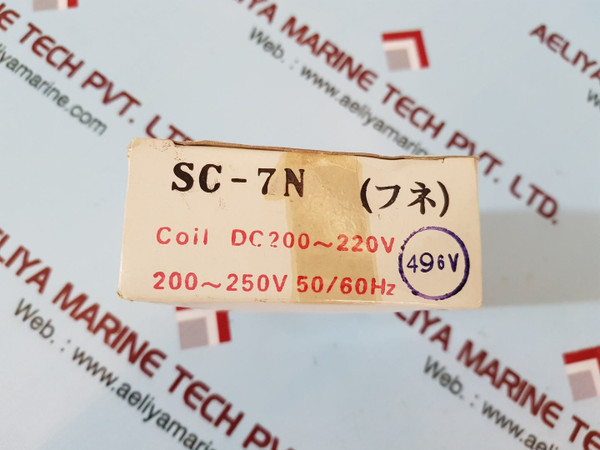 SC-7N (フネ)
Coil DC200~220V
200~250V 50/60Hz
496V
AELIYA MARINE TECH PVT. LTD.
Web. : www.aeliyamarine.com